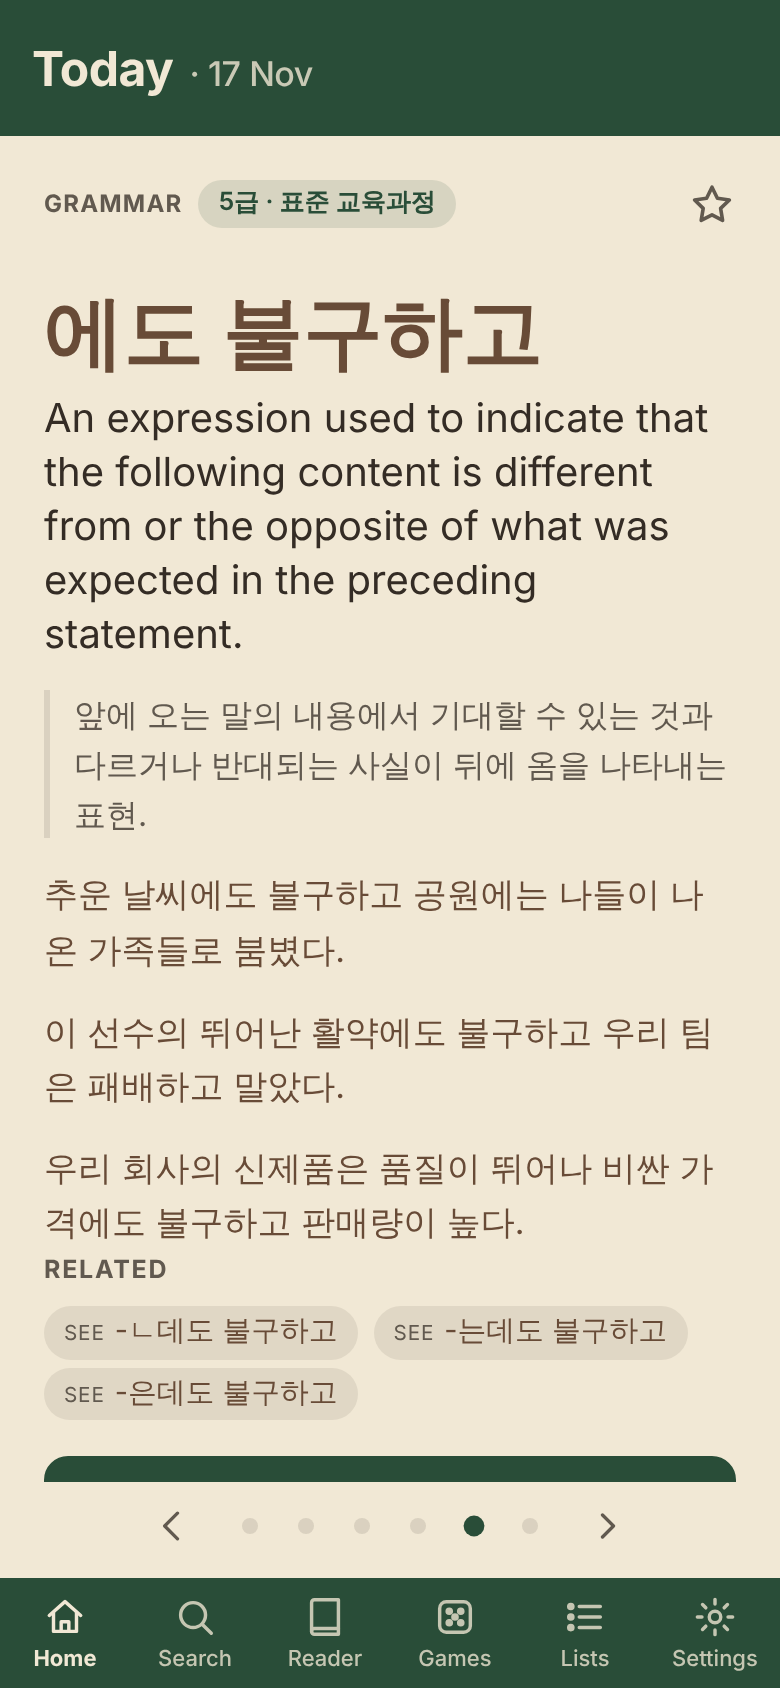 Today · 17 Nov
GRAMMAR 5급 · 표준 교육과정
에도 불구하고
An expression used to indicate that
the following content is different
from or the opposite of what was
expected in the preceding
statement.
앞에 오는 말의 내용에서 기대할 수 있는 것과
다르거나 반대되는 사실이 뒤에 옴을 나타내는
표현.
추운 날씨에도 불구하고 공원에는 나들이 나
온 가족들로 붐볐다.
이 선수의 뛰어난 활약에도 불구하고 우리 팀
은 패배하고 말았다.
우리 회사의 신제품은 품질이 뛰어나 비싼 가
격에도 불구하고 판매량이 높다.
RELATED
SEE -ㄴ데도 불구하고 SEE -는데도 불구하고
SEE -은데도 불구하고
Home Search Reader Games Lists Settings